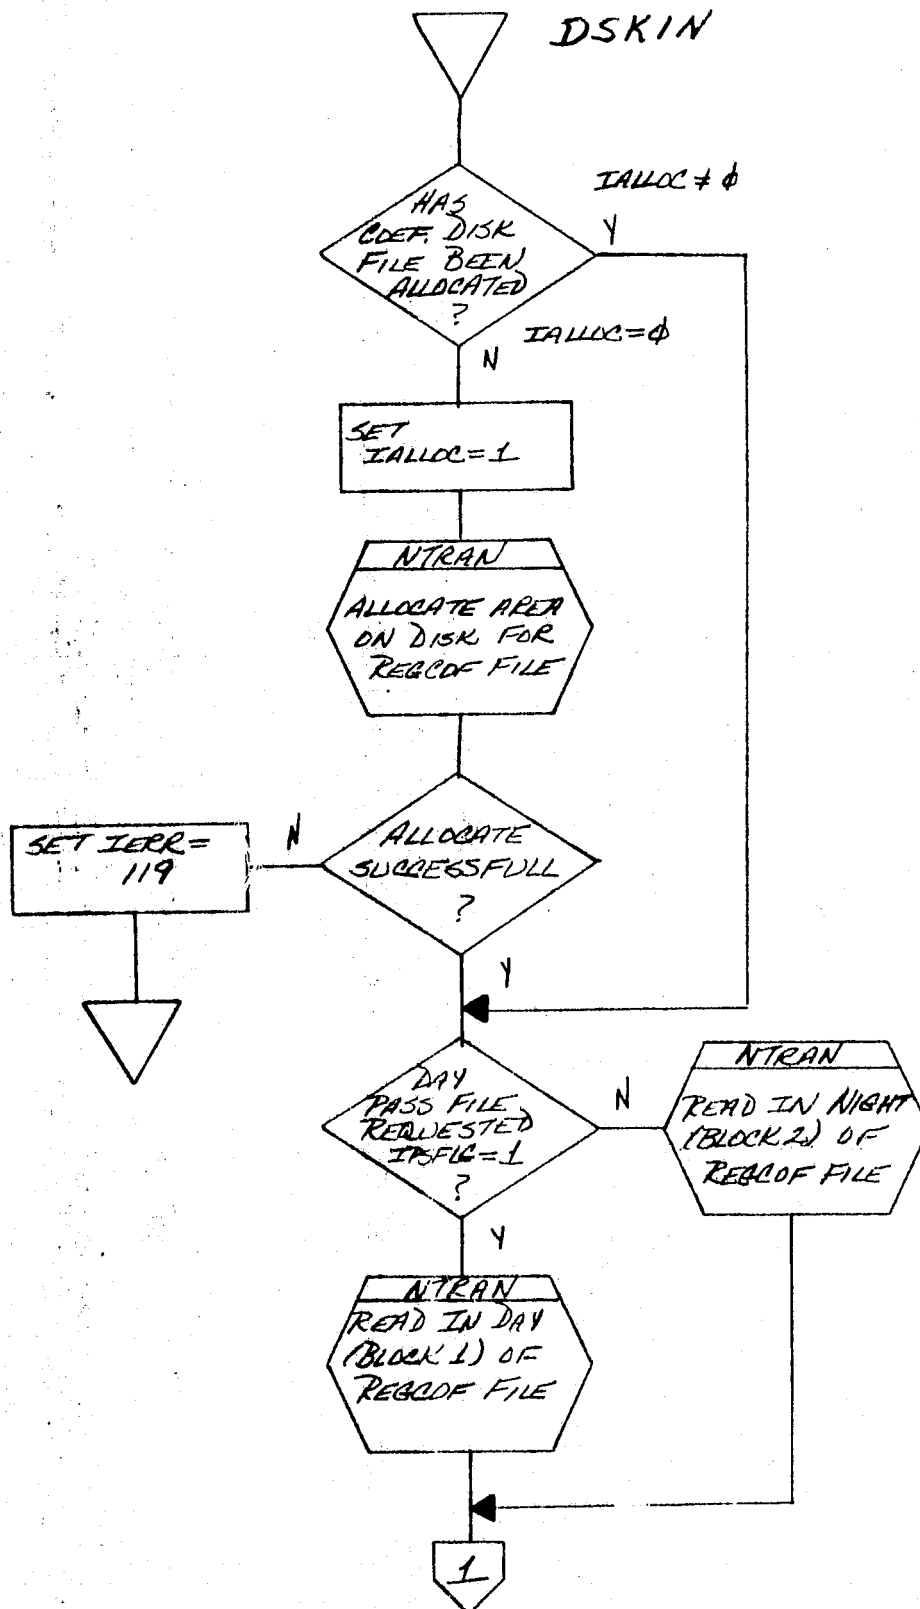 DSKIN
IALLOC ≠ ϕ
HAS
COEF. DISK
FILE BEEN
ALLOCATED
?
Y
IALLOC = ϕ
N
SET
IALLOC = 1
NTRAN
ALLOCATE AREA
ON DISK FOR
REGCOF FILE
SET IERR =
119
N
ALLOCATE
SUCCESSFULL
?
Y
DAY
PASS FILE
REQUESTED
IPSFLG = 1
?
N
NTRAN
READ IN NIGHT
(BLOCK 2) OF
REGCOF FILE
Y
NTRAN
READ IN DAY
(BLOCK 1) OF
REGCOF FILE
1